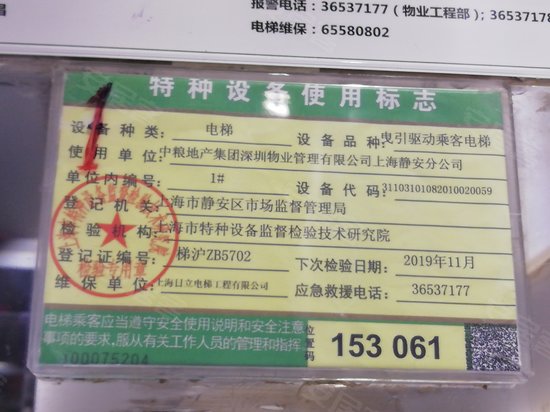 报警电话：36537177（物业工程部）；3653717
电梯维保：65580802
特种设备使用标志
设备种类： 电梯 设备品种：曳引驱动乘客电梯
使用单位：中粮地产集团深圳物业管理有限公司上海静安分公司
单位内编号： 1# 设备代码：31103101082010020059
登记机关：上海市静安区市场监督管理局
检验机构：上海市特种设备监督检验技术研究院
登记证编号： 梯沪ZB5702 下次检验日期： 2019年11月
维保单位：上海日立电梯工程有限公司 应急救援电话： 36537177
检验专用章
电梯乘客应当遵守安全使用说明和安全注意
事项的要求，服从有关工作人员的管理和指挥
位置码 153 061
100075204